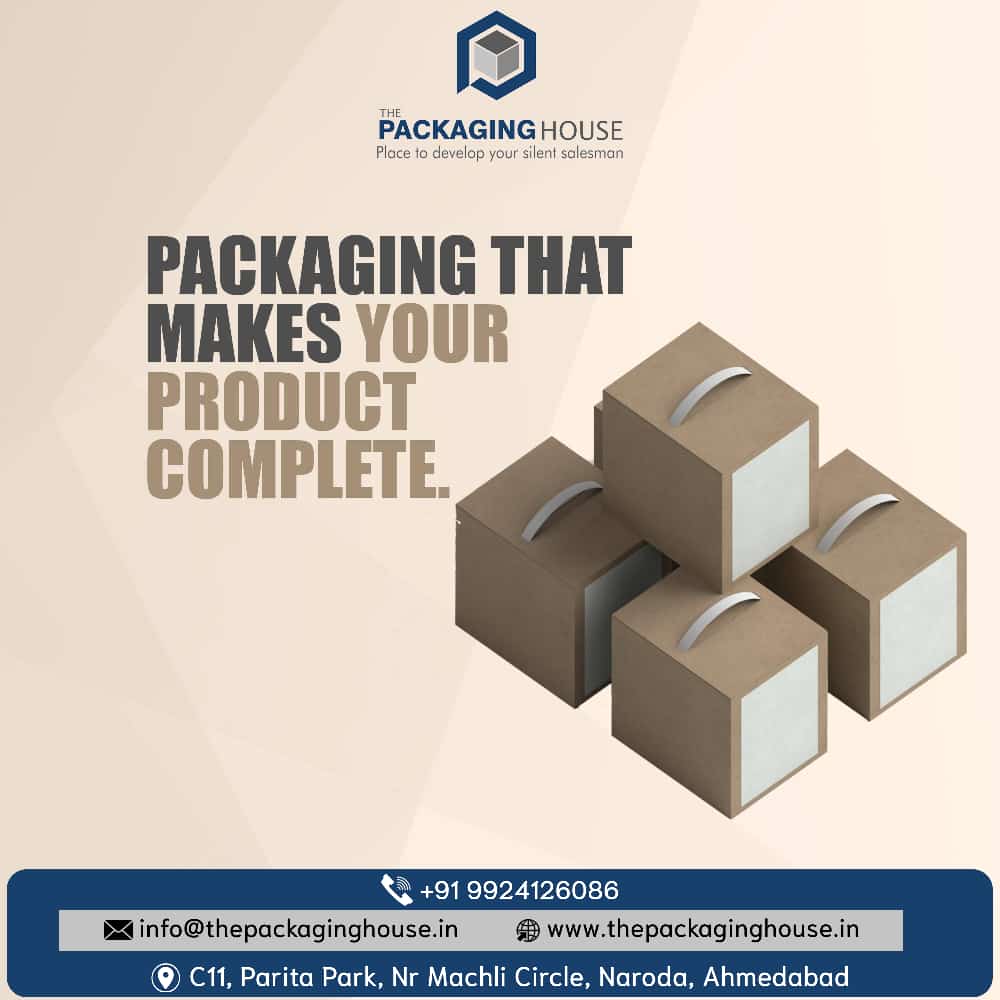 THE
PACKAGING HOUSE
Place to develop your silent salesman
PACKAGING THAT
MAKES YOUR
PRODUCT
COMPLETE.
+91 9924126086
info@thepackaginghouse.in www.thepackaginghouse.in
C11, Parita Park, Nr Machli Circle, Naroda, Ahmedabad